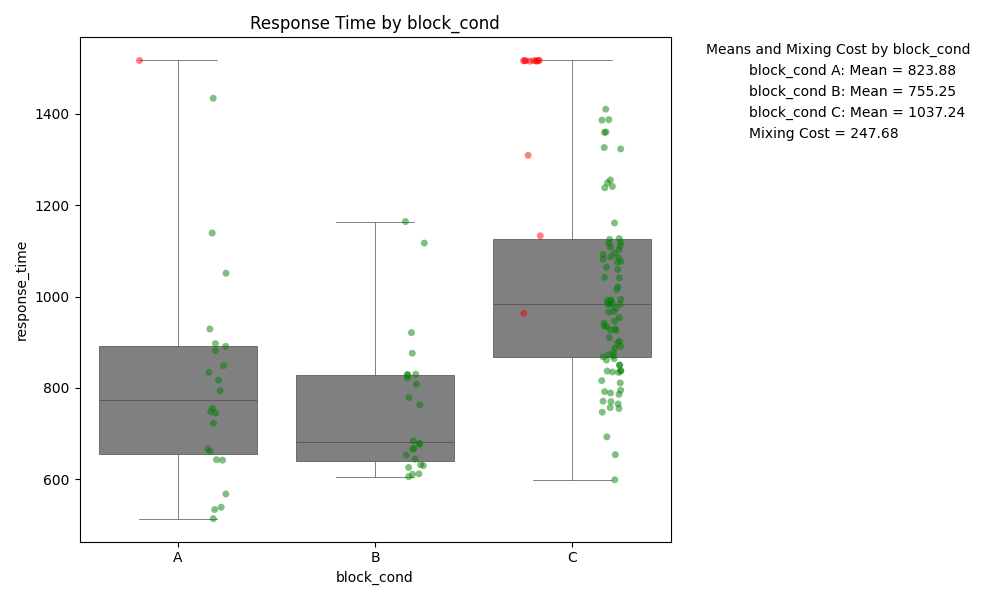 Response Time by block_cond
Means and Mixing Cost by block_cond
block_cond A: Mean = 823.88
block_cond B: Mean = 755.25
block_cond C: Mean = 1037.24
Mixing Cost = 247.68
response_time
1400
1200
1000
800
600
A
B
C
block_cond